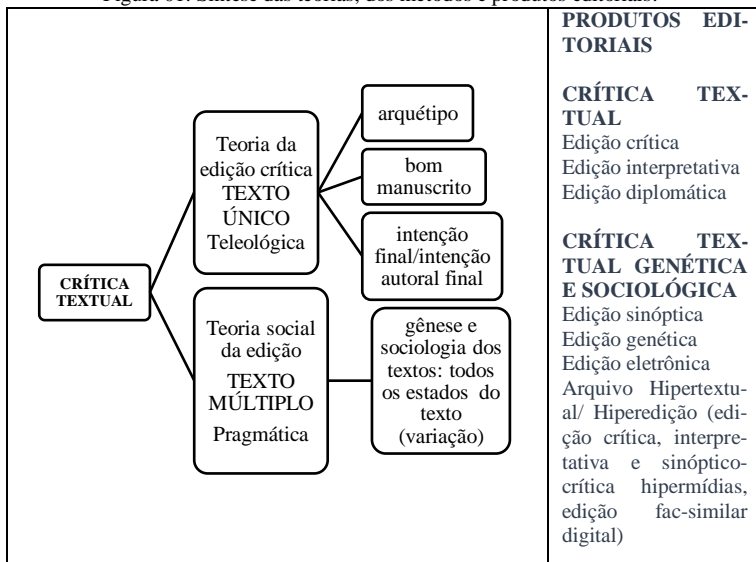 Figura 01: Síntese das teorias, dos métodos e produtos editoriais.
CRÍTICA
TEXTUAL
Teoria da
edição crítica
TEXTO
ÚNICO
Teleológica
arquétipo
bom
manuscrito
intenção
final/intenção
autoral final
Teoria social
da edição
TEXTO
MÚLTIPLO
Pragmática
gênese e
sociologia dos
textos: todos
os estados do
texto
(variação)
PRODUTOS EDI-
TORIAIS
CRÍTICA TEX-
TUAL
Edição crítica
Edição interpretativa
Edição diplomática
CRÍTICA TEX-
TUAL GENÉTICA
E SOCIOLÓGICA
Edição sinóptica
Edição genética
Edição eletrônica
Arquivo Hipertextu-
al/ Hiperedição (edi-
ção crítica, interpre-
tativa e sinóptico-
crítica hipermídias,
edição fac-similar
digital)